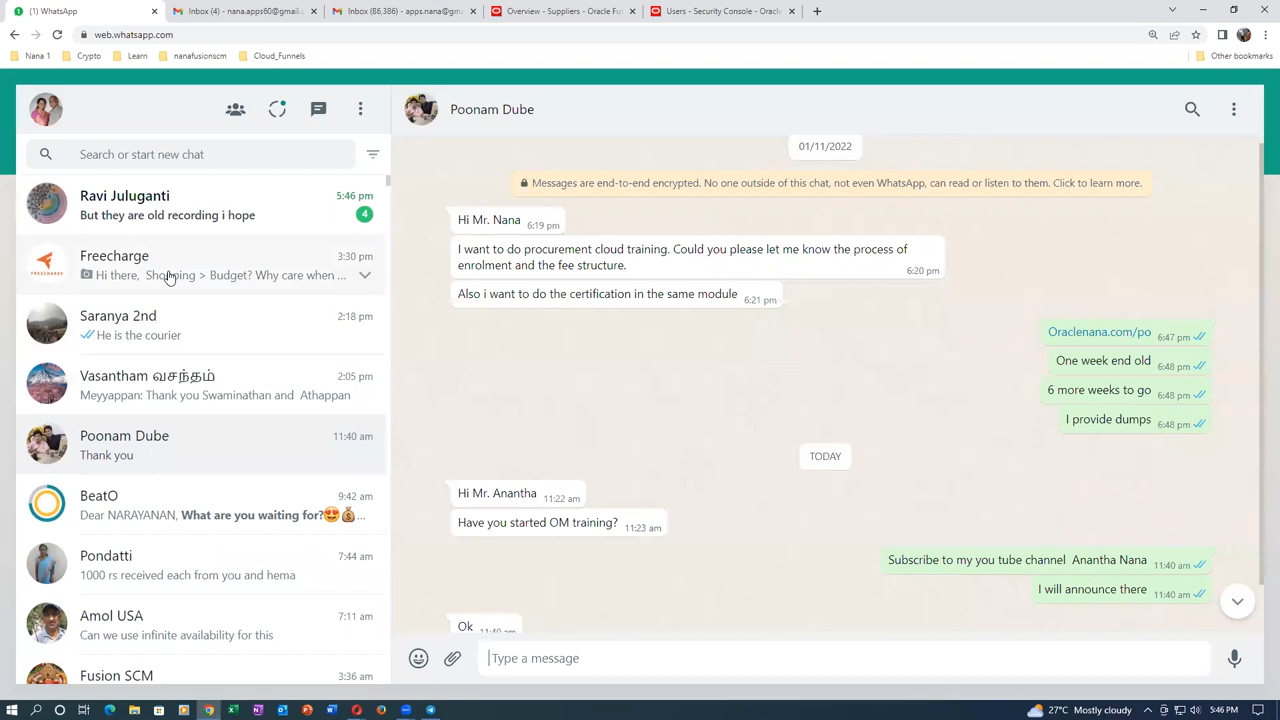 (1) WhatsApp
Inbox (4) - nana.apps60@gmail.c
Inbox (86,386) - apps.nana@gma
Overview - Suppliers - Oracle Fu
Users - Security Console - Oracle
web.whatsapp.com
Nana 1
Crypto
Learn
nanafusionscm
Cloud_Funnels
Other bookmarks
Poonam Dube
Search or start new chat
Ravi Juluganti
5:46 pm
But they are old recording i hope
4
Freecharge
3:30 pm
FREECHARGE
Hi there, Shopping > Budget? Why care when ...
Saranya 2nd
2:18 pm
He is the courier
Vasantham வசந்தம்
2:05 pm
Meyyappan: Thank you Swaminathan and Athappan
Poonam Dube
11:40 am
Thank you
BeatO
9:42 am
Dear NARAYANAN, What are you waiting for?😍💰...
Pondatti
7:44 am
1000 rs received each from you and hema
Amol USA
7:11 am
Can we use infinite availability for this
Fusion SCM
3:36 am
01/11/2022
Messages are end-to-end encrypted. No one outside of this chat, not even WhatsApp, can read or listen to them. Click to learn more.
Hi Mr. Nana 6:19 pm
I want to do procurement cloud training. Could you please let me know the process of
enrolment and the fee structure. 6:20 pm
Also i want to do the certification in the same module 6:21 pm
Oraclenana.com/po 6:47 pm
One week end old 6:48 pm
6 more weeks to go 6:48 pm
I provide dumps 6:48 pm
TODAY
Hi Mr. Anantha 11:22 am
Have you started OM training? 11:23 am
Subscribe to my you tube channel Anantha Nana 11:40 am
I will announce there 11:40 am
Ok 11:40 am
Type a message
27°C Mostly cloudy
5:46 PM